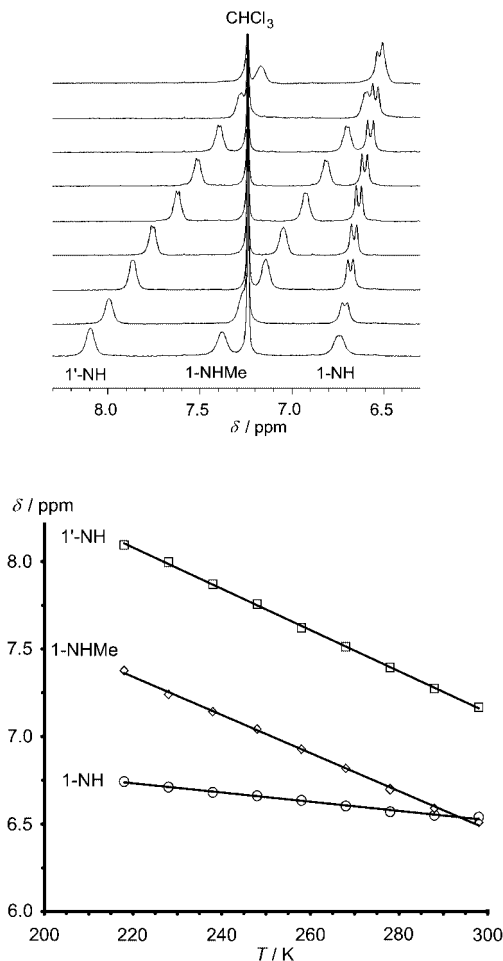 CHCl₃
1'-NH 1-NHMe 1-NH
8.0 7.5 7.0 6.5
δ / ppm
δ / ppm
1'-NH
8.0
7.5
1-NHMe
7.0
1-NH
6.5
6.0
200 220 240 260 280 300
T / K